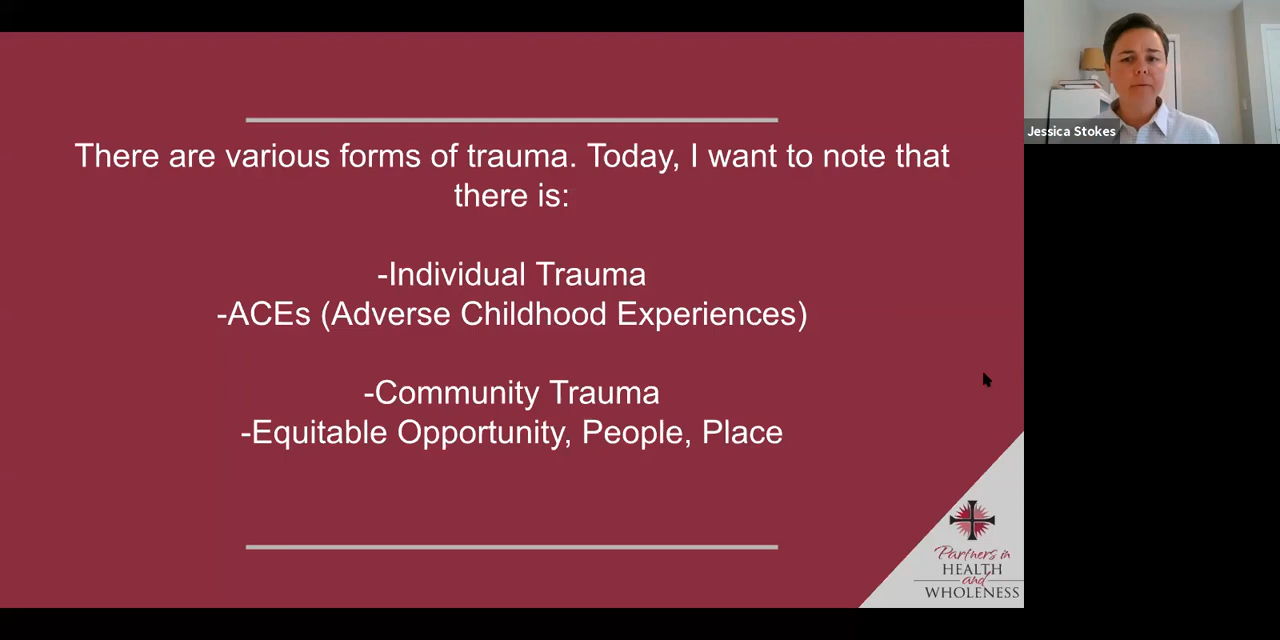 There are various forms of trauma. Today, I want to note that
there is:
-Individual Trauma
-ACEs (Adverse Childhood Experiences)
-Community Trauma
-Equitable Opportunity, People, Place
Jessica Stokes
Partners in
HEALTH
and
WHOLENESS